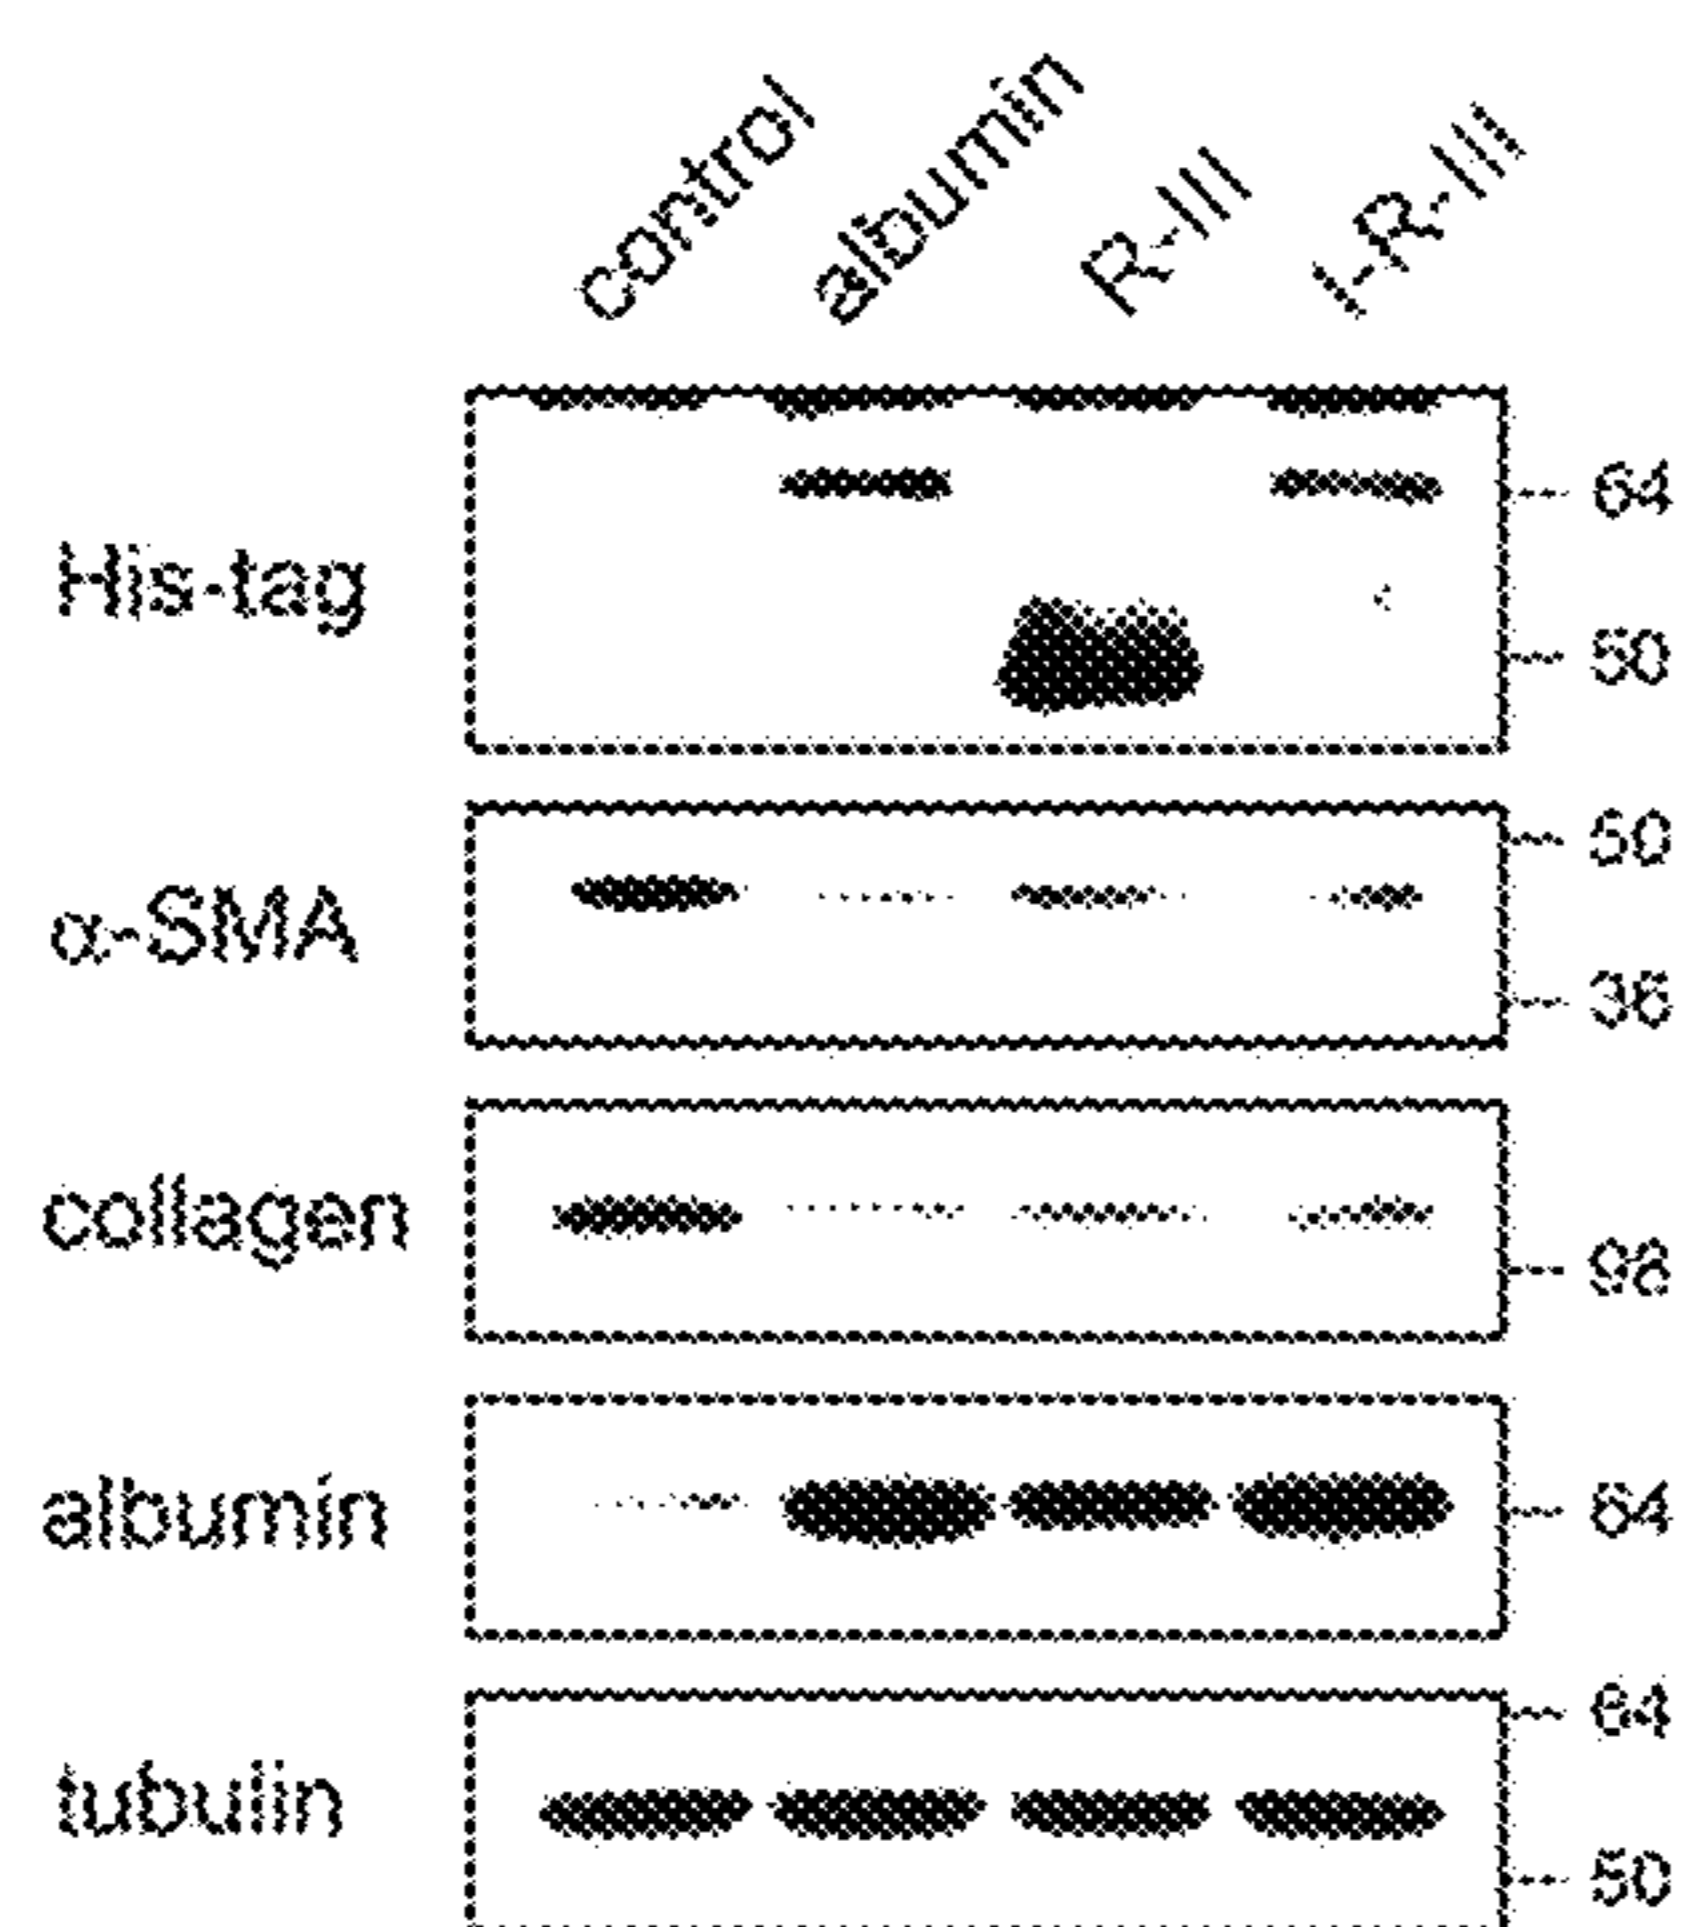 control albumin R-III I-R-III
64
His-tag
50
50
α-SMA
36
collagen
98
albumin
64
64
tubulin
50